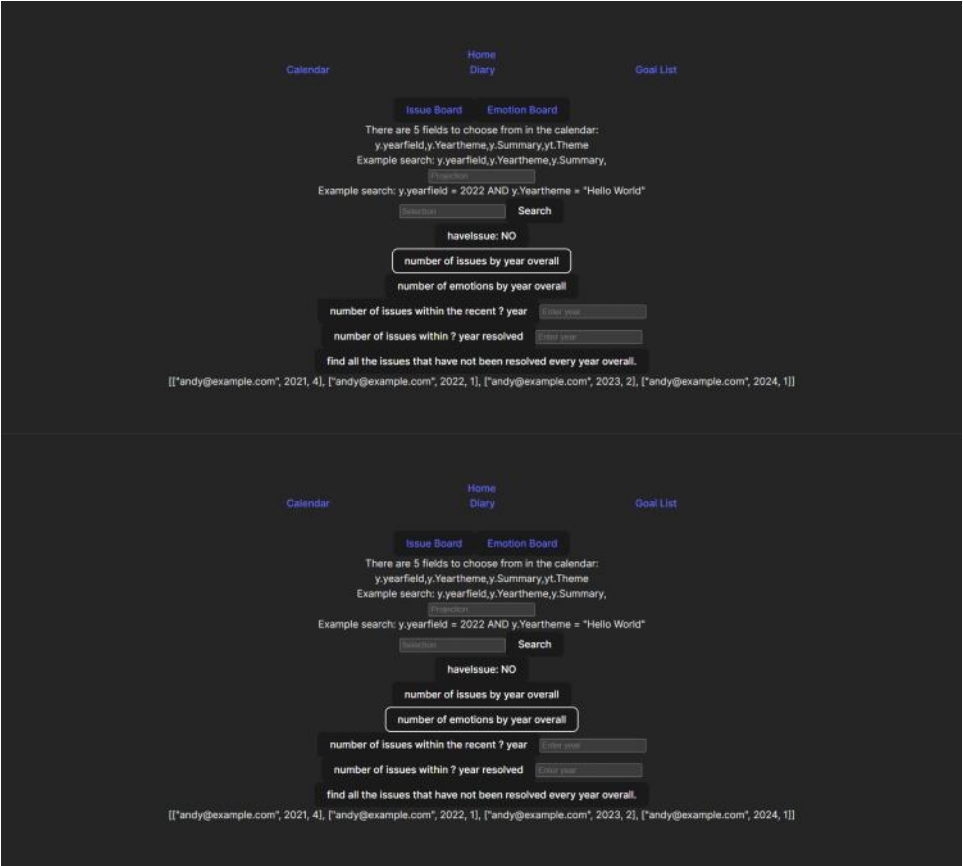 Home
Calendar Diary Goal List
Issue Board Emotion Board
There are 5 fields to choose from in the calendar:
y.yearfield,y.Yeartheme,y.Summary,yt.Theme
Example search: y.yearfield,y.Yeartheme,y.Summary,
Projection
Example search: y.yearfield = 2022 AND y.Yeartheme = "Hello World"
Selection Search
haveIssue: NO
number of issues by year overall
number of emotions by year overall
number of issues within the recent ? year Enter year
number of issues within ? year resolved Enter year
find all the issues that have not been resolved every year overall.
[["andy@example.com", 2021, 4], ["andy@example.com", 2022, 1], ["andy@example.com", 2023, 2], ["andy@example.com", 2024, 1]]
Home
Calendar Diary Goal List
Issue Board Emotion Board
There are 5 fields to choose from in the calendar:
y.yearfield,y.Yeartheme,y.Summary,yt.Theme
Example search: y.yearfield,y.Yeartheme,y.Summary,
Projection
Example search: y.yearfield = 2022 AND y.Yeartheme = "Hello World"
Selection Search
haveIssue: NO
number of issues by year overall
number of emotions by year overall
number of issues within the recent ? year Enter year
number of issues within ? year resolved Enter year
find all the issues that have not been resolved every year overall.
[["andy@example.com", 2021, 4], ["andy@example.com", 2022, 1], ["andy@example.com", 2023, 2], ["andy@example.com", 2024, 1]]